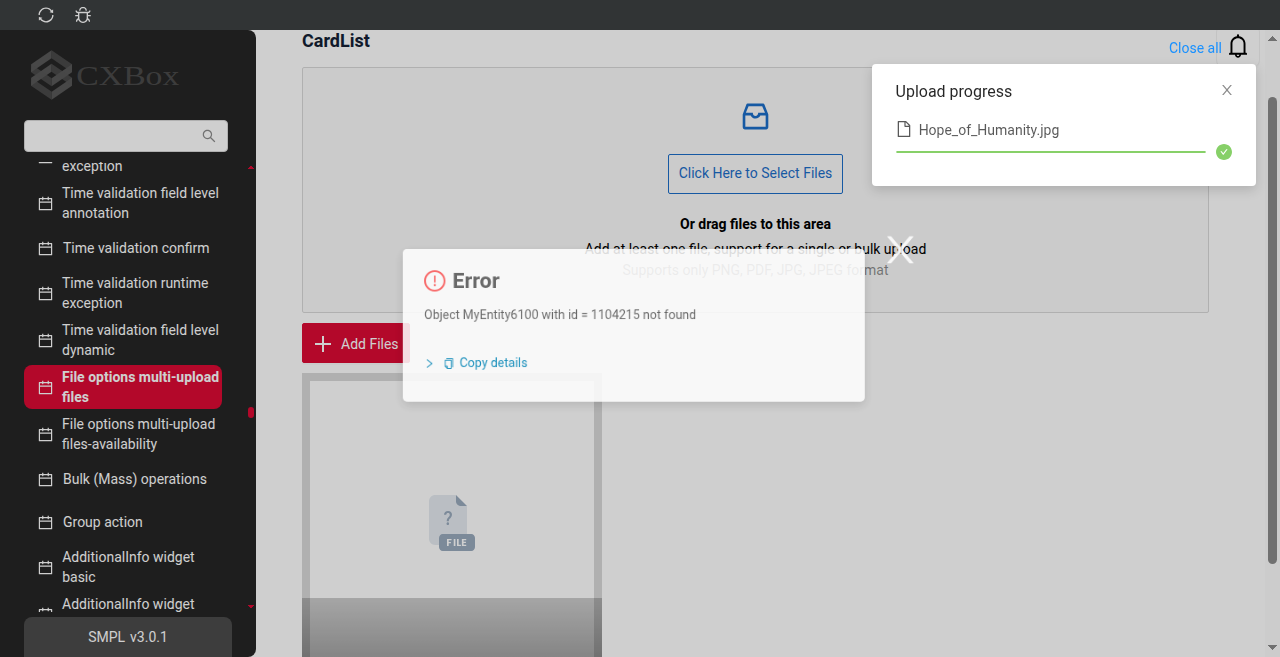 CXBox
exception
Time validation field level
annotation
Time validation confirm
Time validation runtime
exception
Time validation field level
dynamic
File options multi-upload
files
File options multi-upload
files-availability
Bulk (Mass) operations
Group action
AdditionalInfo widget
basic
AdditionalInfo widget
SMPL v3.0.1
CardList
Close all
Upload progress
Hope_of_Humanity.jpg
Click Here to Select Files
Or drag files to this area
Add at least one file, support for a single or bulk upload
Supports only PNG, PDF, JPG, JPEG format
Error
Object MyEntity6100 with id = 1104215 not found
Copy details
Add Files
?
FILE